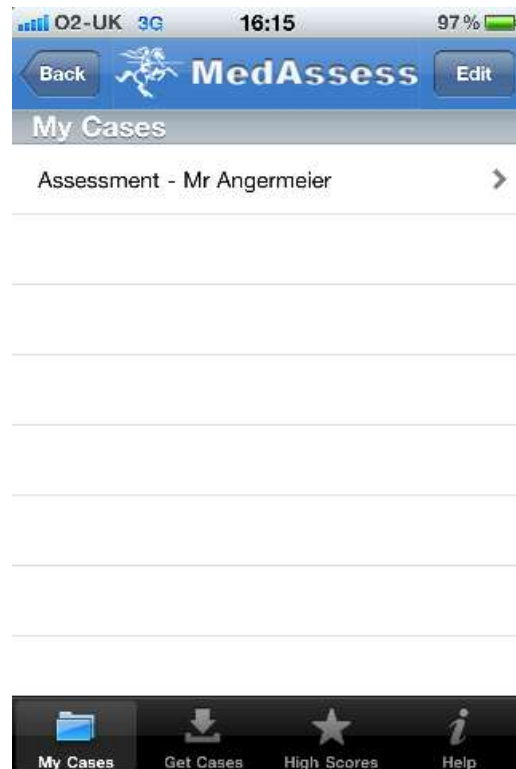 O2-UK 3G 16:15 97%
Back MedAssess Edit
My Cases
Assessment - Mr Angermeier
My Cases Get Cases High Scores Help